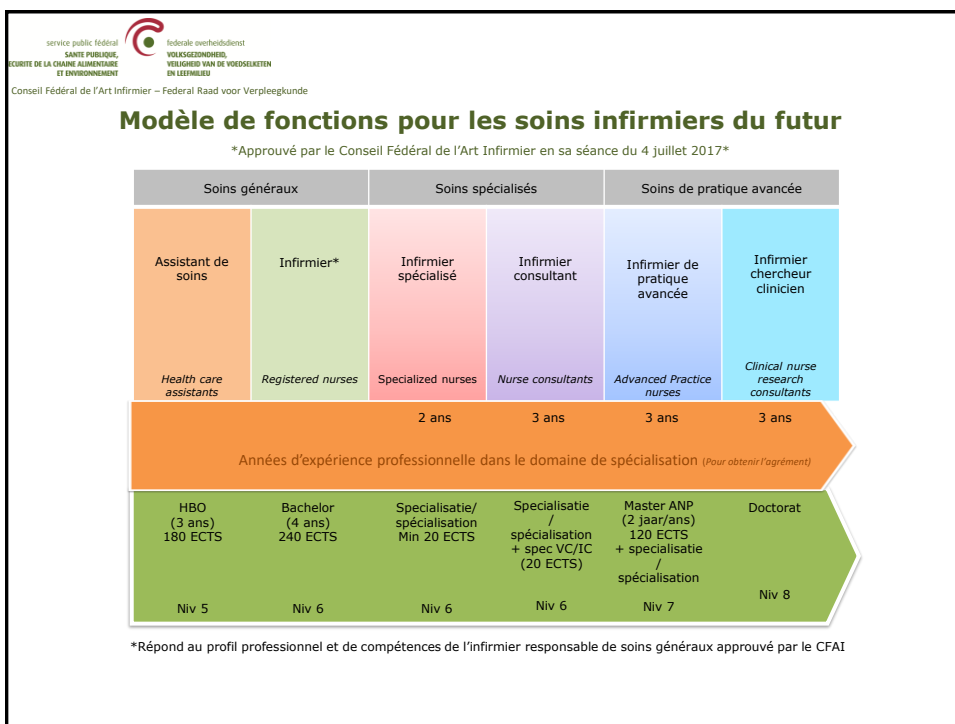 service public fédéral
SANTE PUBLIQUE,
ECURITE DE LA CHAINE ALIMENTAIRE
ET ENVIRONNEMENT
federale overheidsdienst
VOLKSGEZONDHEID,
VEILIGHEID VAN DE VOEDSELKETEN
EN LEEFMILIEU
Conseil Fédéral de l'Art Infirmier – Federal Raad voor Verpleegkunde
Modèle de fonctions pour les soins infirmiers du futur
*Approuvé par le Conseil Fédéral de l'Art Infirmier en sa séance du 4 juillet 2017*
Soins généraux
Soins spécialisés
Soins de pratique avancée
Assistant de
soins
Infirmier*
Infirmier
spécialisé
Infirmier
consultant
Infirmier de
pratique
avancée
Infirmier
chercheur
clinicien
Health care
assistants
Registered nurses
Specialized nurses
Nurse consultants
Advanced Practice
nurses
Clinical nurse
research
consultants
2 ans
3 ans
3 ans
3 ans
Années d'expérience professionnelle dans le domaine de spécialisation (Pour obtenir l'agrément)
HBO
(3 ans)
180 ECTS
Bachelor
(4 ans)
240 ECTS
Specialisatie/
spécialisation
Min 20 ECTS
Specialisatie
/
spécialisation
+ spec VC/IC
(20 ECTS)
Master ANP
(2 jaar/ans)
120 ECTS
+ specialisatie
/
spécialisation
Doctorat
Niv 5
Niv 6
Niv 6
Niv 6
Niv 7
Niv 8
*Répond au profil professionnel et de compétences de l'infirmier responsable de soins généraux approuvé par le CFAI